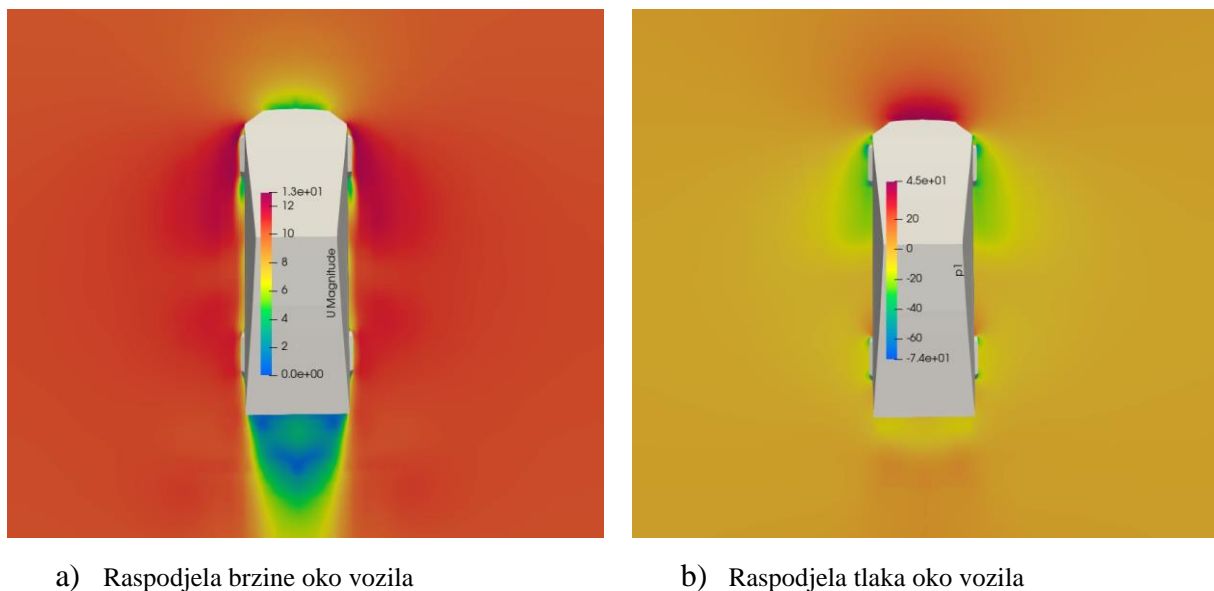 1.3e+01
12
10
8
6
4
2
0.0e+00
U Magnitude
4.5e+01
20
0
-20
-40
-60
-7.4e+01
p1
a) Raspodjela brzine oko vozila
b) Raspodjela tlaka oko vozila